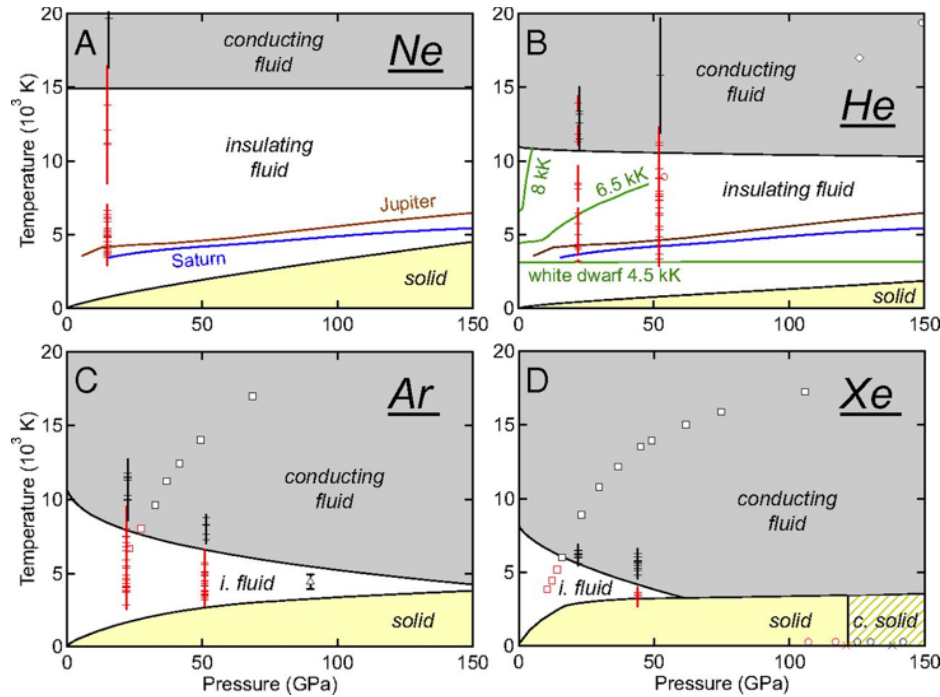 A
Ne
conducting
fluid
insulating
fluid
Jupiter
Saturn
solid
20
15
10
5
0
Temperature (10³ K)
0
50
100
150
B
He
conducting
fluid
8 kK
6.5 kK
insulating fluid
white dwarf 4.5 kK
solid
20
15
10
5
0
0
50
100
150
C
Ar
conducting
fluid
i. fluid
solid
20
15
10
5
0
Temperature (10³ K)
0
50
100
150
Pressure (GPa)
D
Xe
conducting
fluid
i. fluid
solid
c. solid
20
15
10
5
0
0
50
100
150
Pressure (GPa)